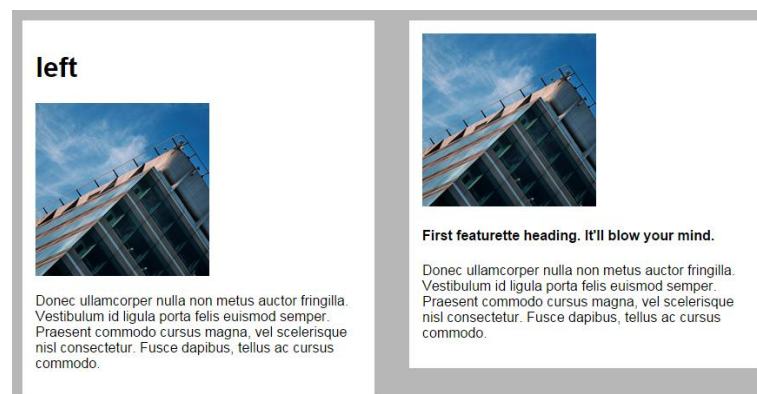 left
Donec ullamcorper nulla non metus auctor fringilla.
Vestibulum id ligula porta felis euismod semper.
Praesent commodo cursus magna, vel scelerisque
nisl consectetur. Fusce dapibus, tellus ac cursus
commodo.
First featurette heading. It'll blow your mind.
Donec ullamcorper nulla non metus auctor fringilla.
Vestibulum id ligula porta felis euismod semper.
Praesent commodo cursus magna, vel scelerisque
nisl consectetur. Fusce dapibus, tellus ac cursus
commodo.